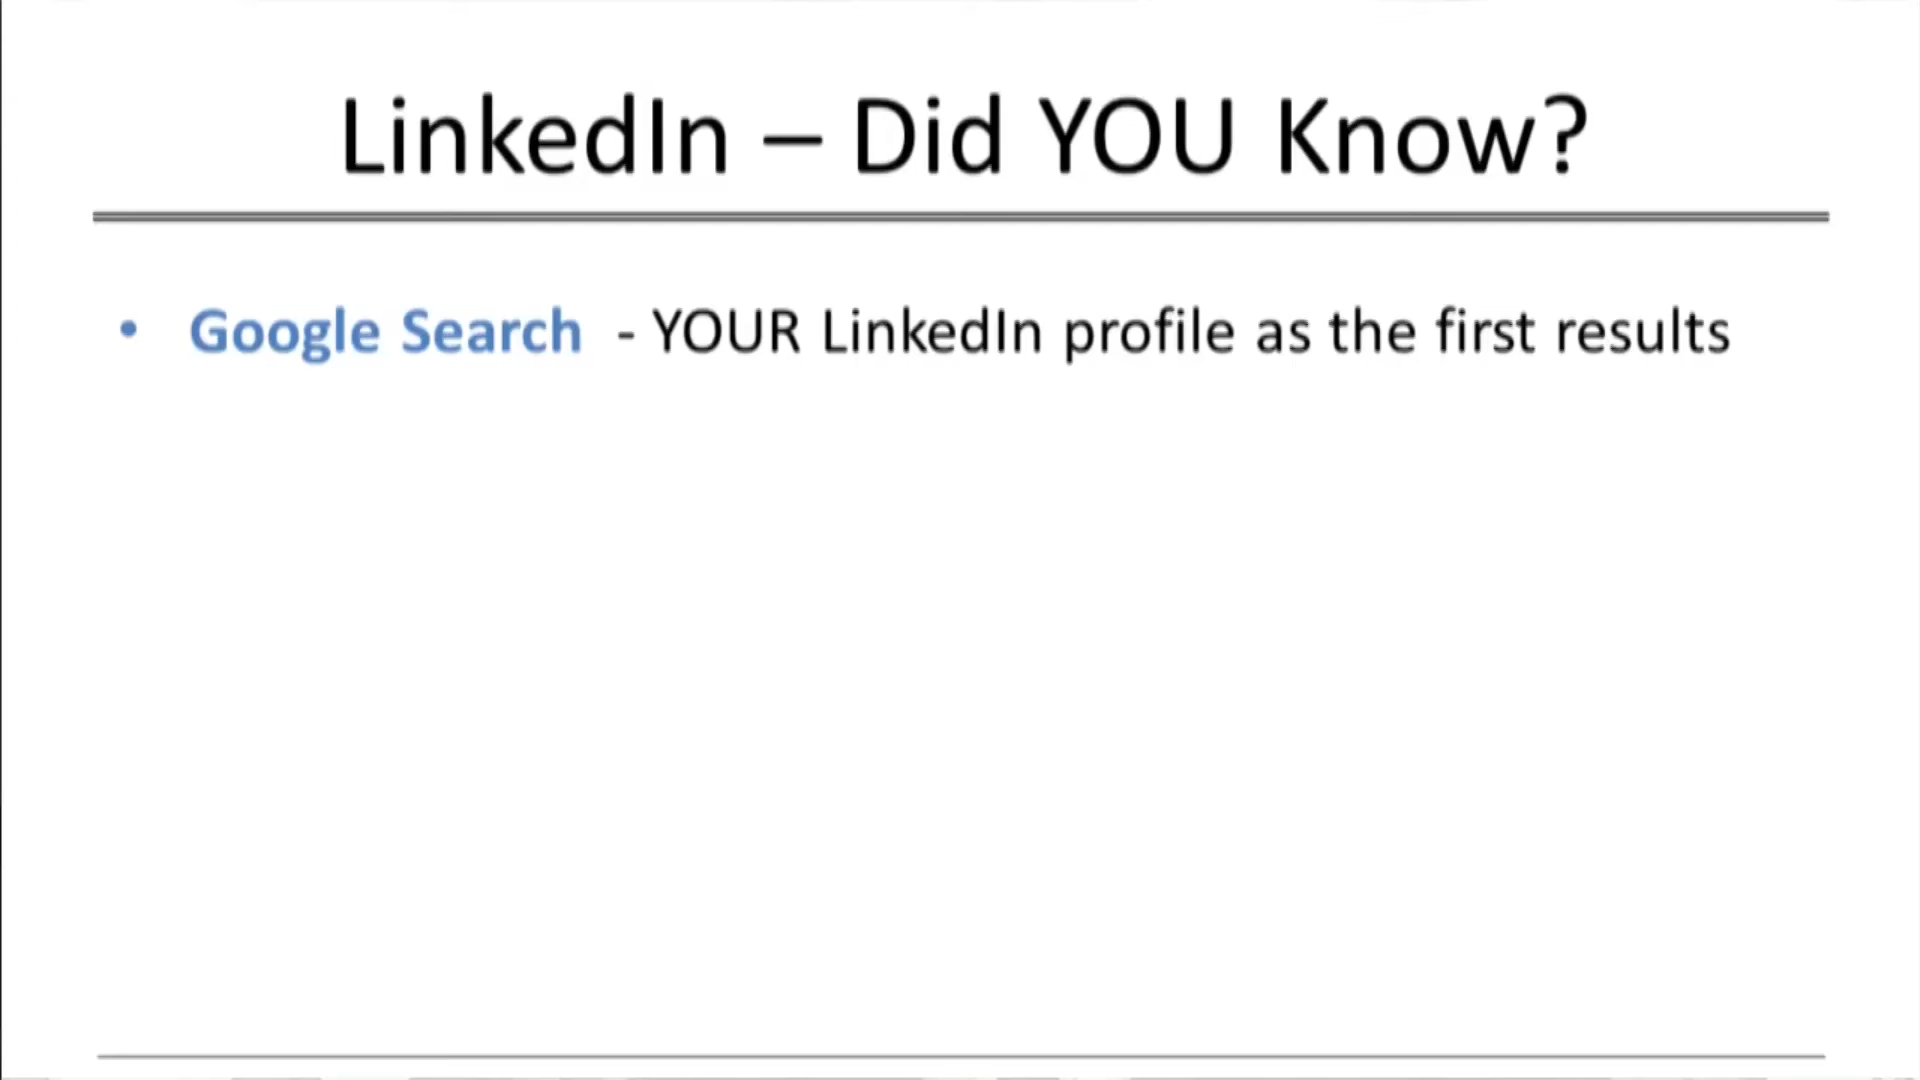 LinkedIn – Did YOU Know?
• Google Search - YOUR LinkedIn profile as the first results